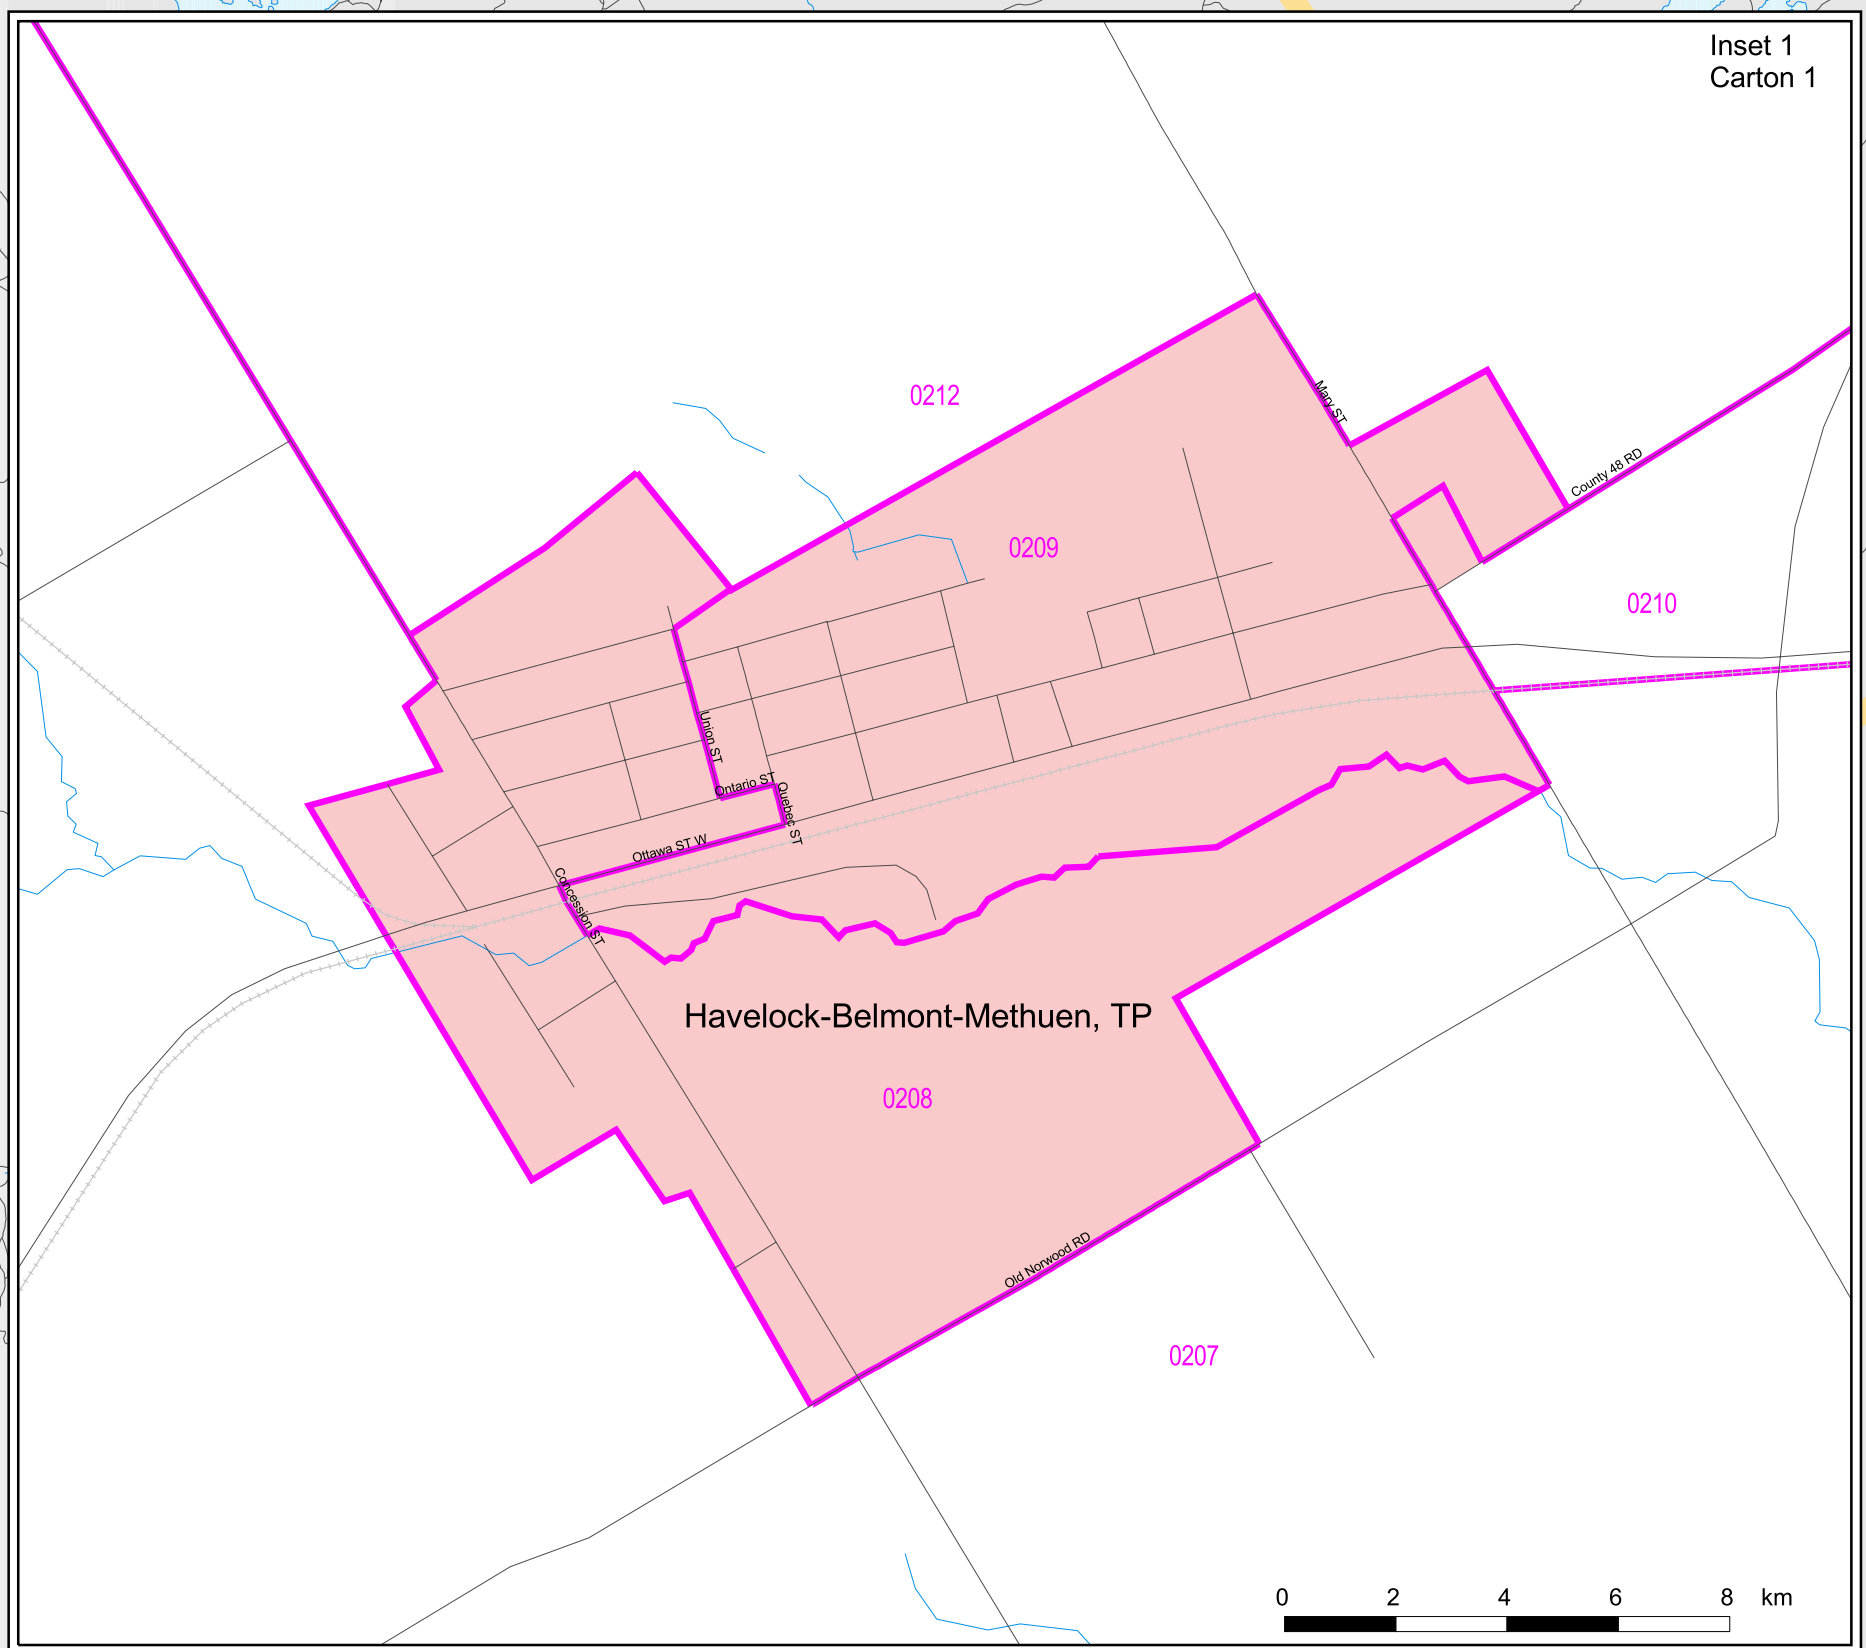 Inset 1
Carton 1
0212
Mary ST
County 48 RD
0209
0210
Union ST
Ontario ST
Quebec ST
Ottawa ST W
Concession ST
Havelock-Belmont-Methuen, TP
0208
Old Norwood RD
0207
0 2 4 6 8 km